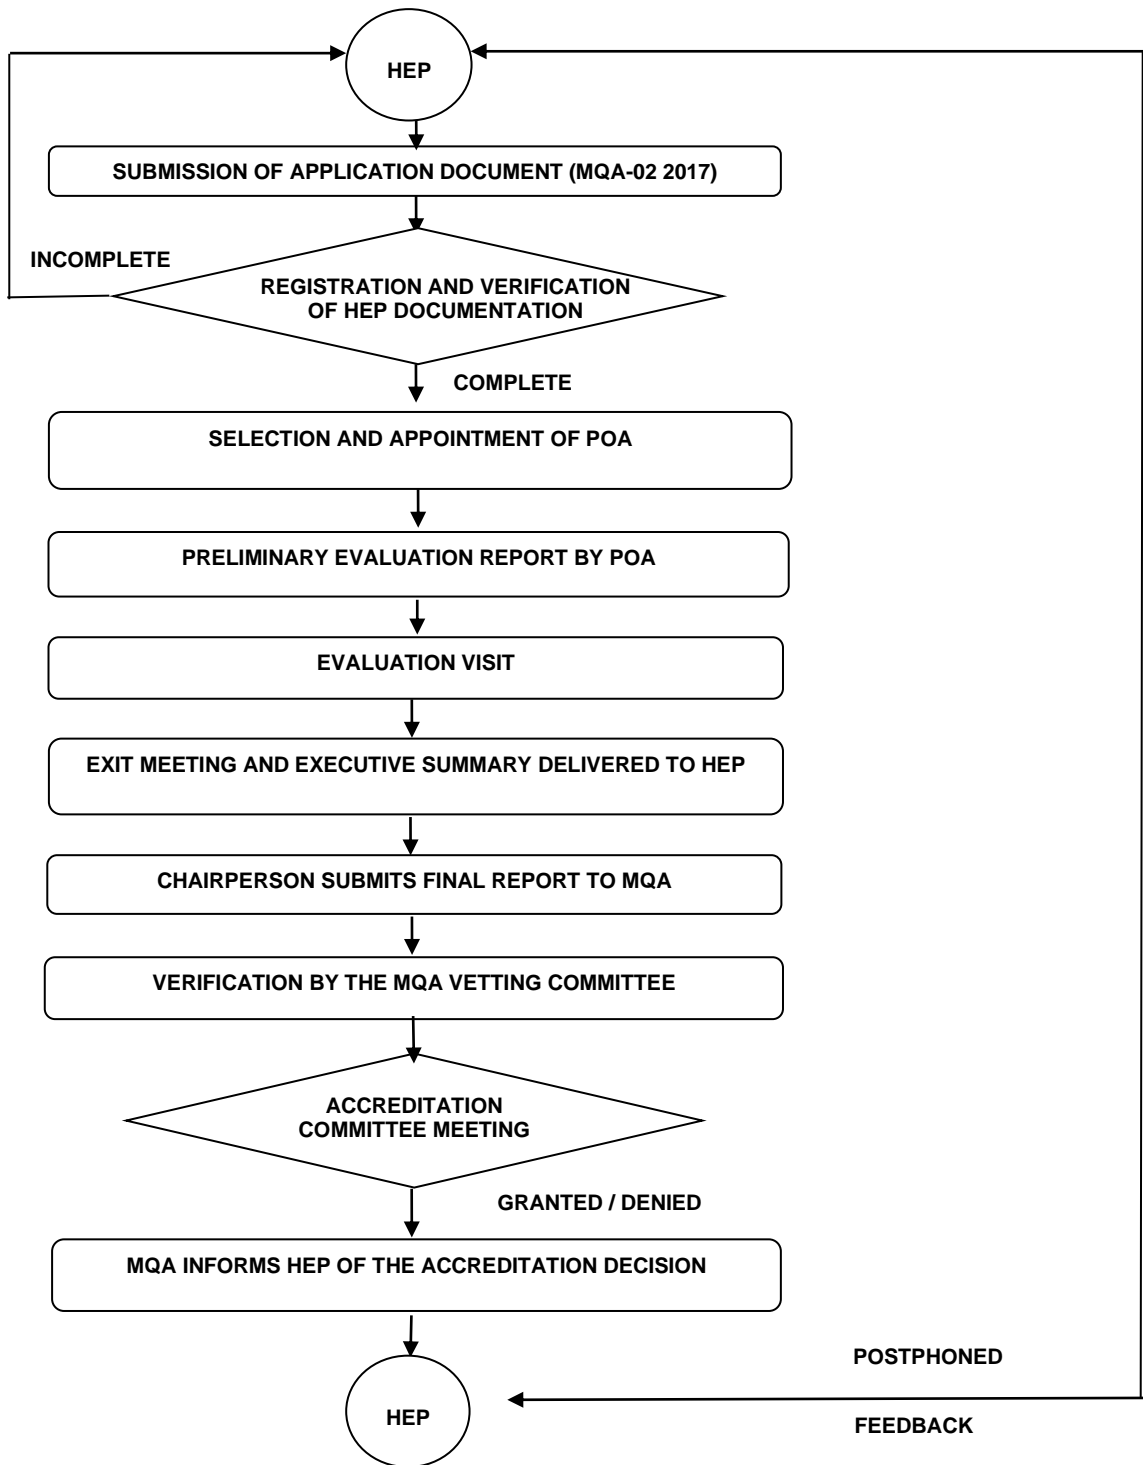 HEP
SUBMISSION OF APPLICATION DOCUMENT (MQA-02 2017)
INCOMPLETE
REGISTRATION AND VERIFICATION
OF HEP DOCUMENTATION
COMPLETE
SELECTION AND APPOINTMENT OF POA
PRELIMINARY EVALUATION REPORT BY POA
EVALUATION VISIT
EXIT MEETING AND EXECUTIVE SUMMARY DELIVERED TO HEP
CHAIRPERSON SUBMITS FINAL REPORT TO MQA
VERIFICATION BY THE MQA VETTING COMMITTEE
ACCREDITATION
COMMITTEE MEETING
GRANTED / DENIED
MQA INFORMS HEP OF THE ACCREDITATION DECISION
POSTPHONED
HEP
FEEDBACK